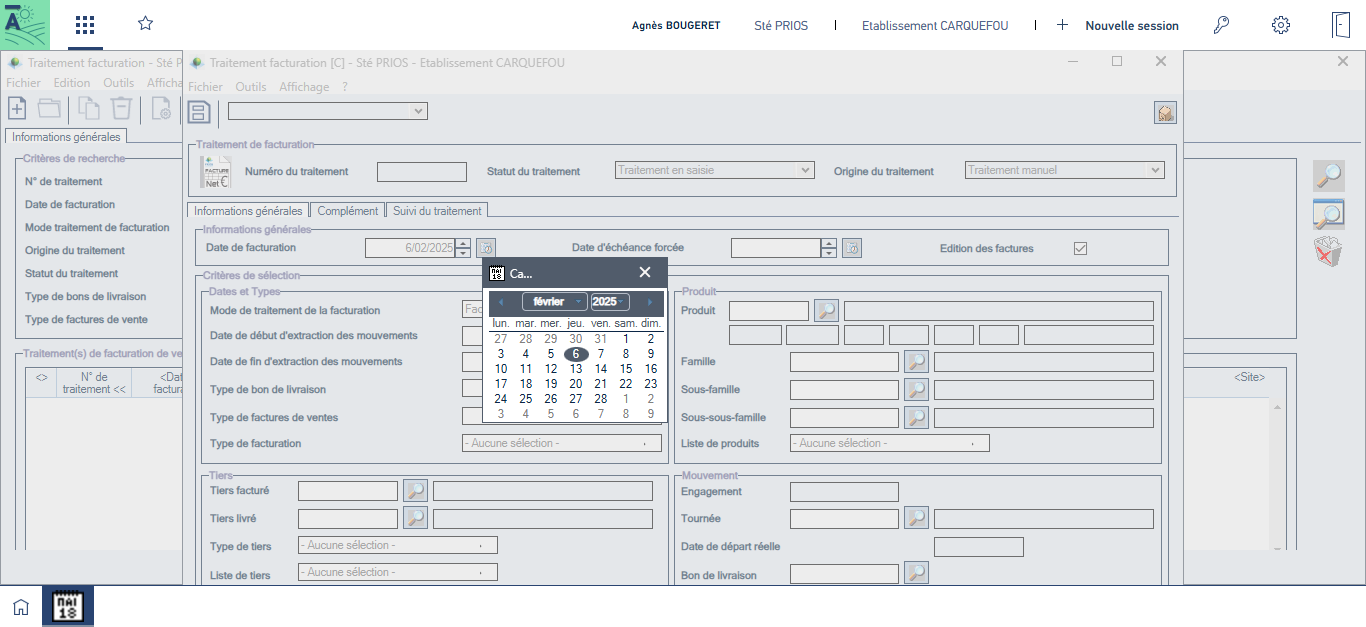 Agnès BOUGERET Sté PRIOS | Etablissement CARQUEFOU | + Nouvelle session
Traitement facturation - Sté P
Fichier Edition Outils Afficha
Informations générales
Critères de recherche
N° de traitement
Date de facturation
Mode traitement de facturation
Origine du traitement
Statut du traitement
Type de bons de livraison
Type de factures de vente
Traitement(s) de facturation de ve
<> N° de traitement << <Dat
factura
<Site>
Traitement facturation [C] - Sté PRIOS - Etablissement CARQUEFOU
Fichier Outils Affichage ?
Traitement de facturation
FACTURE
Net €
Numéro du traitement Statut du traitement Traitement en saisie Origine du traitement Traitement manuel
Informations générales Complément Suivi du traitement
Informations générales
Date de facturation 6/02/2025 Date d'échéance forcée Edition des factures
Critères de sélection
Dates et Types
Mode de traitement de la facturation Fac
Date de début d'extraction des mouvements
Date de fin d'extraction des mouvements
Type de bon de livraison
Type de factures de ventes
Type de facturation - Aucune sélection -
MAI
18
Ca...
février 2025
lun. mar. mer. jeu. ven. sam. dim.
27 28 29 30 31 1 2
3 4 5 6 7 8 9
10 11 12 13 14 15 16
17 18 19 20 21 22 23
24 25 26 27 28 1 2
3 4 5 6 7 8 9
Produit
Produit
Famille
Sous-famille
Sous-sous-famille
Liste de produits - Aucune sélection -
Tiers
Tiers facturé
Tiers livré
Type de tiers - Aucune sélection -
Liste de tiers - Aucune sélection -
Mouvement
Engagement
Tournée
Date de départ réelle
Bon de livraison
MAI
18